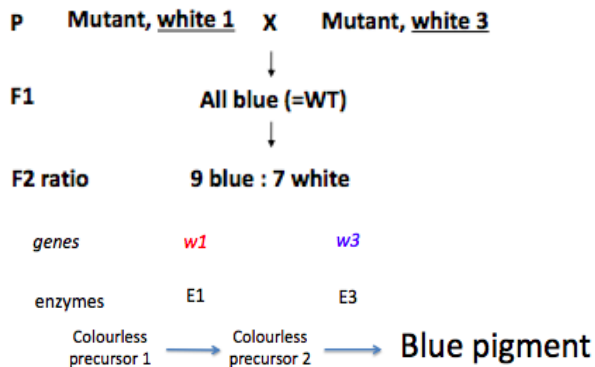 P Mutant, white 1 X Mutant, white 3
F1 All blue (=WT)
F2 ratio 9 blue : 7 white
genes w1 w3
enzymes E1 E3
Colourless precursor 1 Colourless precursor 2 Blue pigment